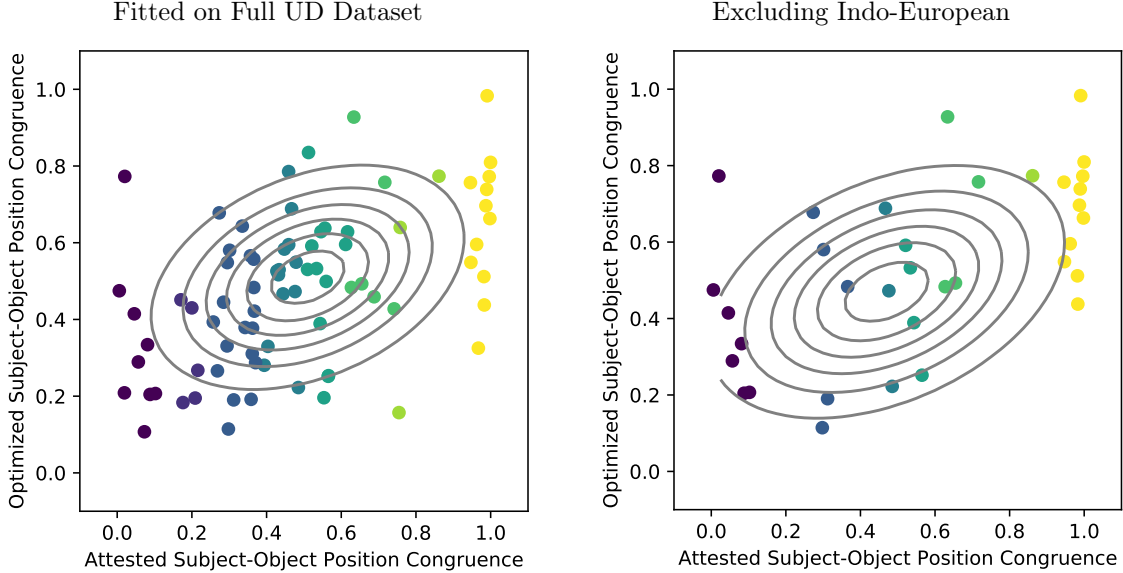 Fitted on Full UD Dataset
Optimized Subject-Object Position Congruence
1.0
0.8
0.6
0.4
0.2
0.0
0.0 0.2 0.4 0.6 0.8 1.0
Attested Subject-Object Position Congruence
Excluding Indo-European
Optimized Subject-Object Position Congruence
1.0
0.8
0.6
0.4
0.2
0.0
0.0 0.2 0.4 0.6 0.8 1.0
Attested Subject-Object Position Congruence